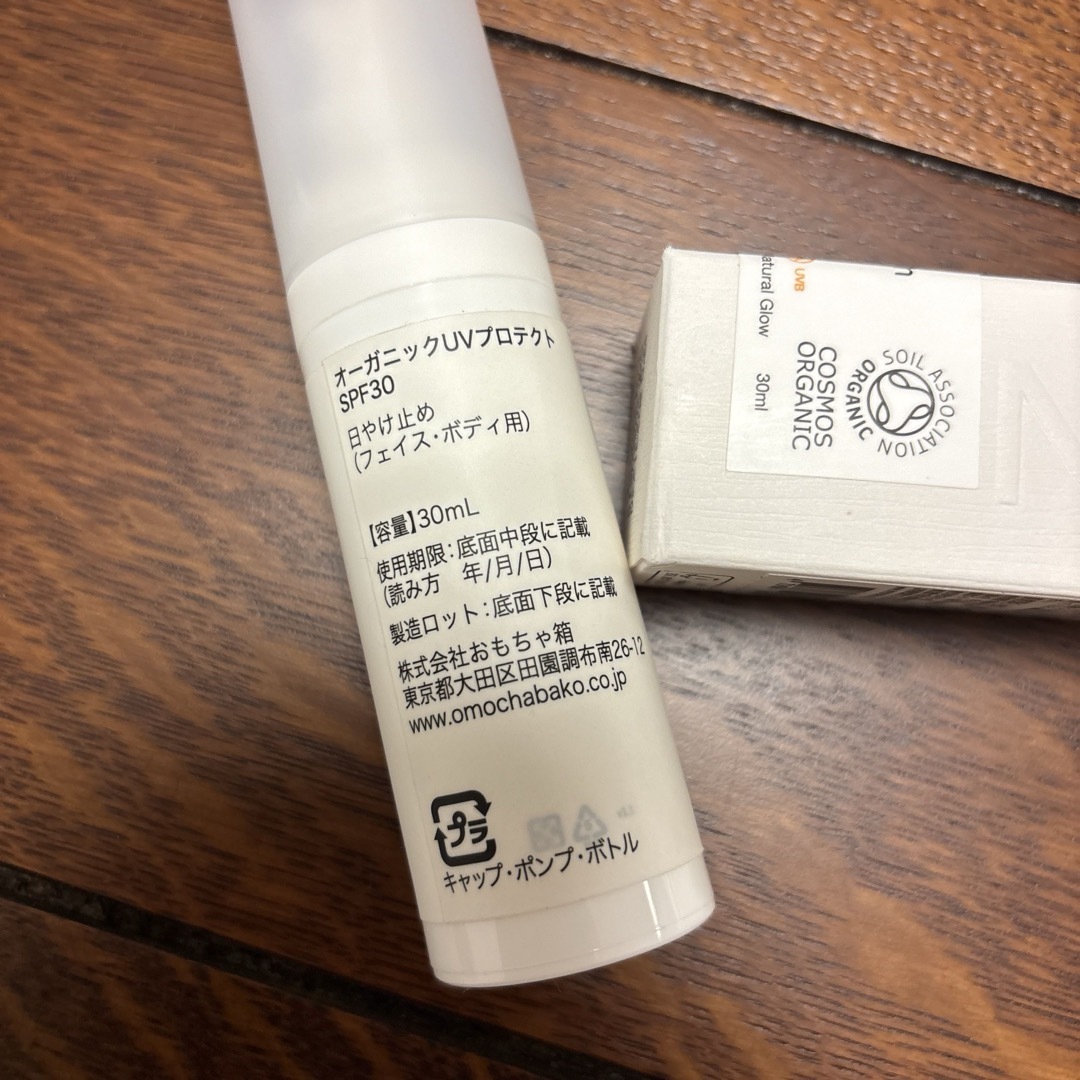 オーガニックUVプロテクト
SPF30
日やけ止め
(フェイス・ボディ用)
【容量】30mL
使用期限:底面中段に記載
(読み方 年/月/日)
製造ロット:底面下段に記載
株式会社おもちゃ箱
東京都大田区田園調布南26-12
www.omochabako.co.jp
プラ
キャップ・ポンプ・ボトル
UVB
Glow
30ml
COSMOS
ORGANIC
SOIL ASSOCIATION
ORGANIC